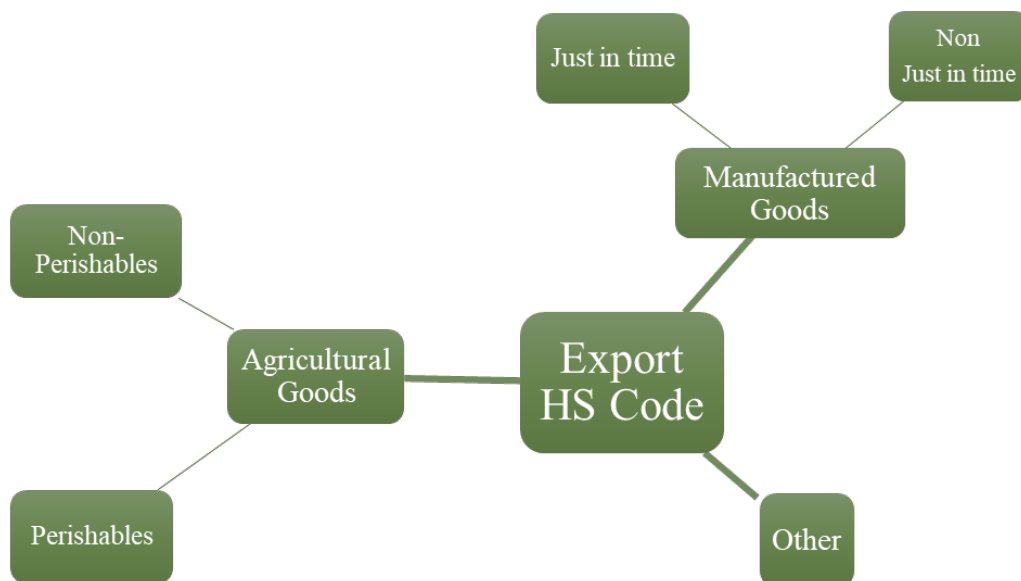 Just in time
Non
Just in time
Manufactured
Goods
Non-
Perishables
Agricultural
Goods
Export
HS Code
Perishables
Other